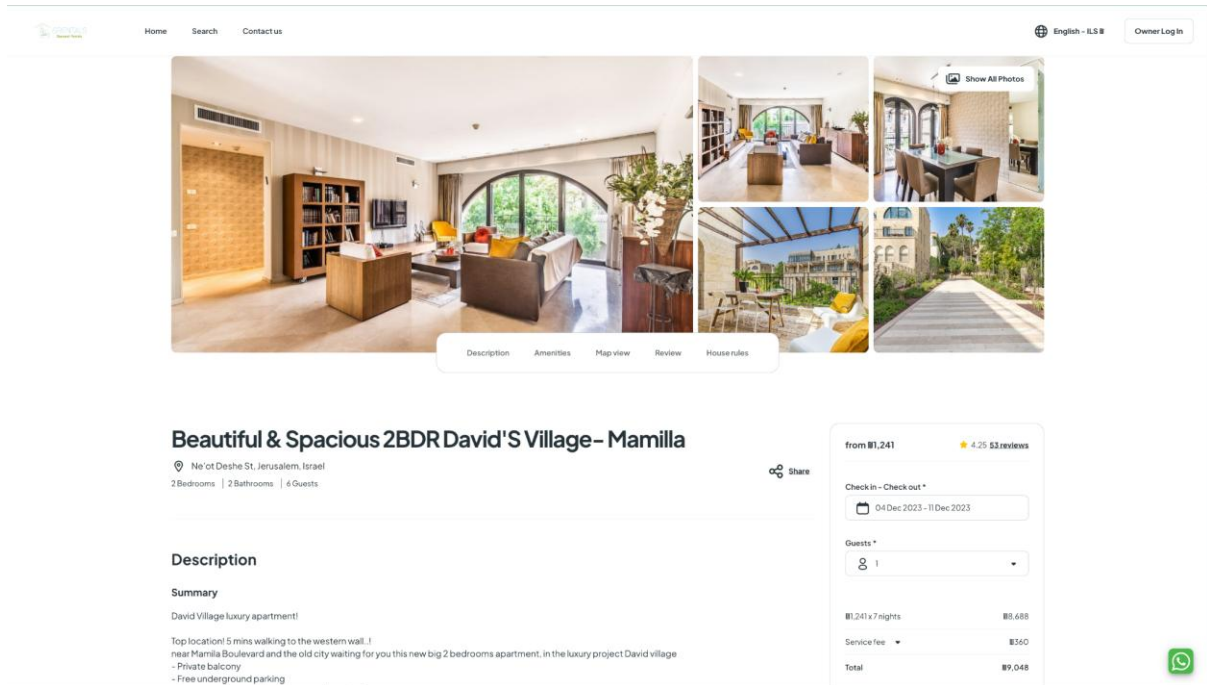 Home Search Contact us English - ILS ₪ Owner Log In
Show All Photos
Description Amenities Map view Review House rules
Beautiful & Spacious 2BDR David'S Village- Mamilla
Ne'ot Deshe St, Jerusalem, Israel
2 Bedrooms | 2 Bathrooms | 6 Guests
Share
Description
Summary
David Village luxury apartment!
Top location! 5 mins walking to the western wall..!
near Mamila Boulevard and the old city waiting for you this new big 2 bedrooms apartment, in the luxury project David village
- Private balcony
- Free underground parking
from ₪1,241 4.25 53 reviews
Check in - Check out *
04 Dec 2023 - 11 Dec 2023
Guests *
1
₪1,241 x 7 nights ₪8,688
Service fee ₪360
Total ₪9,048